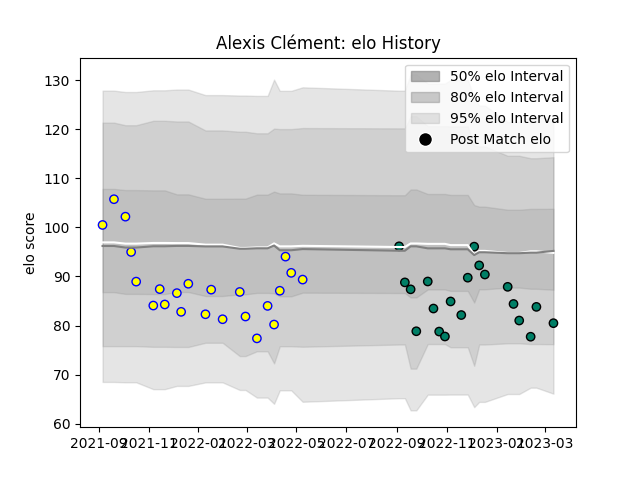 Alexis Clément: elo History
130
120
110
100
90
80
70
60
elo score
50% elo Interval
80% elo Interval
95% elo Interval
Post Match elo
2021-09 2021-11 2022-01 2022-03 2022-05 2022-07 2022-09 2022-11 2023-01 2023-03